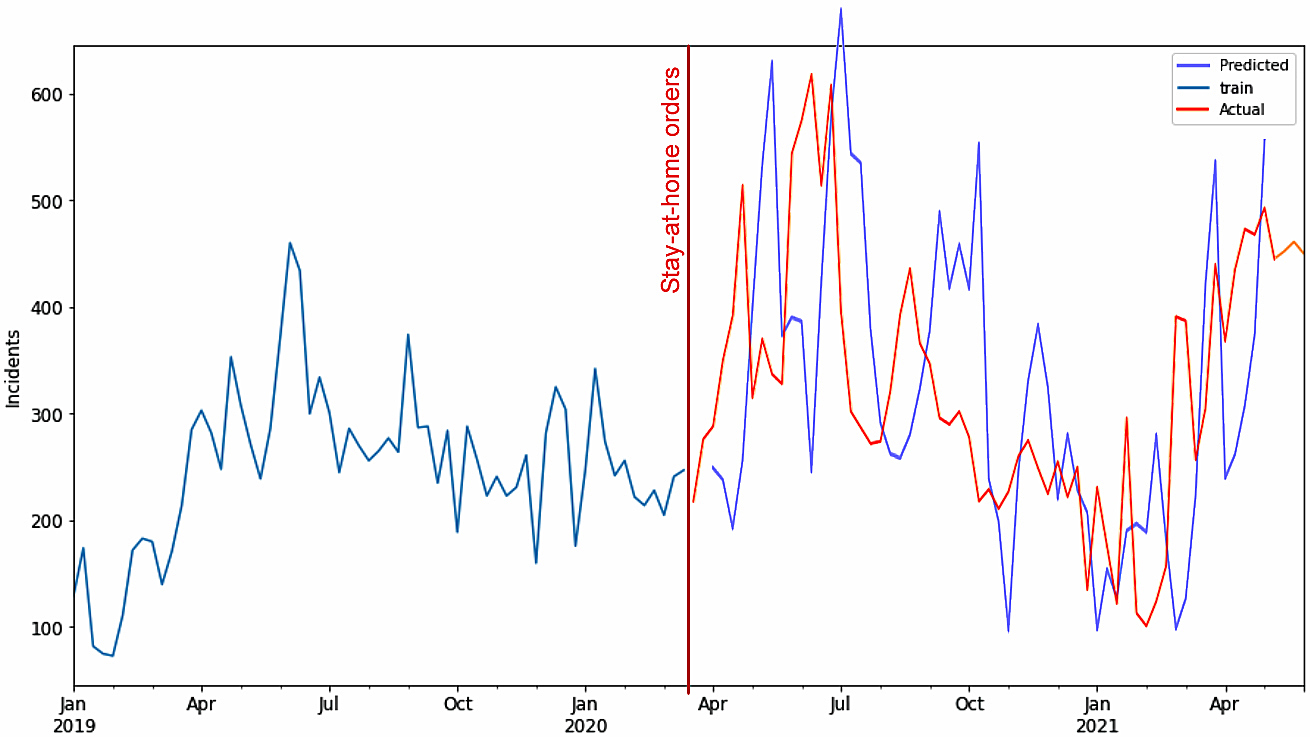 Predicted
train
Actual
Stay-at-home orders
Incidents
600
500
400
300
200
100
Jan
2019
Apr
Jul
Oct
Jan
2020
Apr
Jul
Oct
Jan
2021
Apr